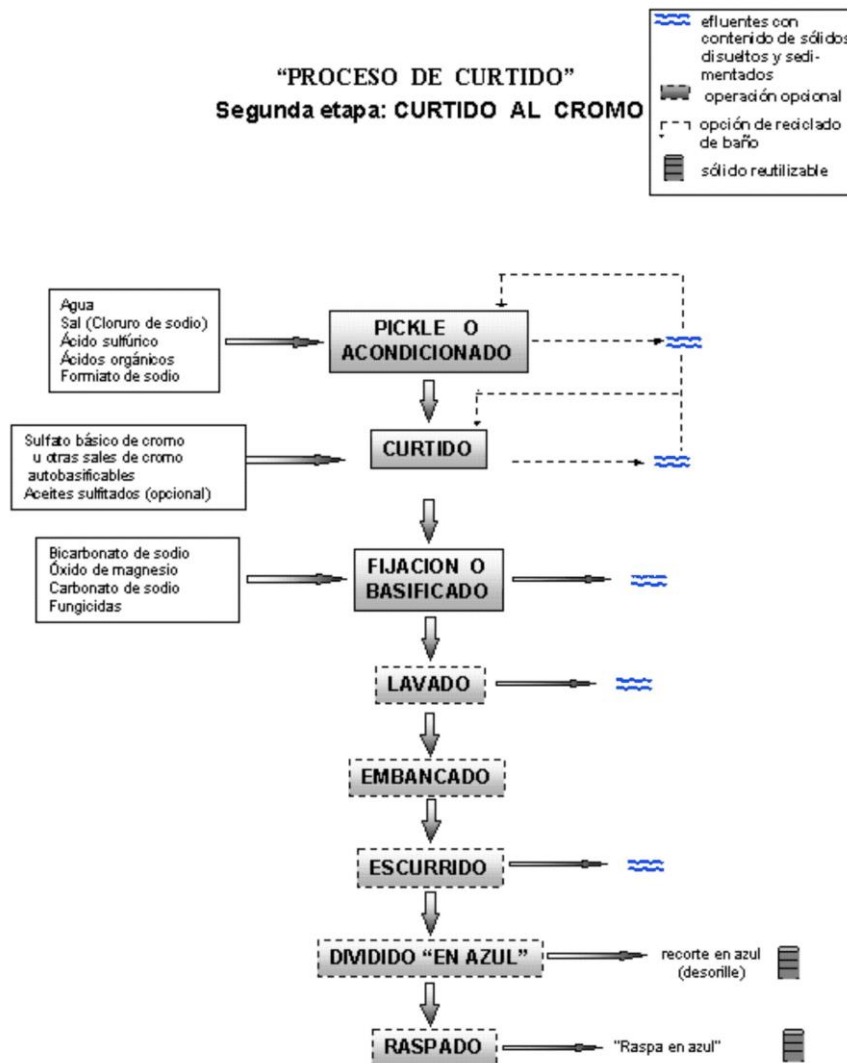 “PROCESO DE CURTIDO”
Segunda etapa: CURTIDO AL CROMO
efluentes con
contenido de sólidos
disueltos y sedi-
mentados
operación opcional
opción de reciclado
de baño
sólido reutilizable
Agua
Sal (Cloruro de sodio)
Ácido sulfúrico
Ácidos orgánicos
Formiato de sodio
PICKLE O
ACONDICIONADO
Sulfato básico de cromo
u otras sales de cromo
autobasificables
Aceites sulfitados (opcional)
CURTIDO
Bicarbonato de sodio
Óxido de magnesio
Carbonato de sodio
Fungicidas
FIJACION O
BASIFICADO
LAVADO
EMBANCADO
ESCURRIDO
DIVIDIDO “EN AZUL”
recorte en azul
(desorille)
RASPADO
"Raspa en azul"